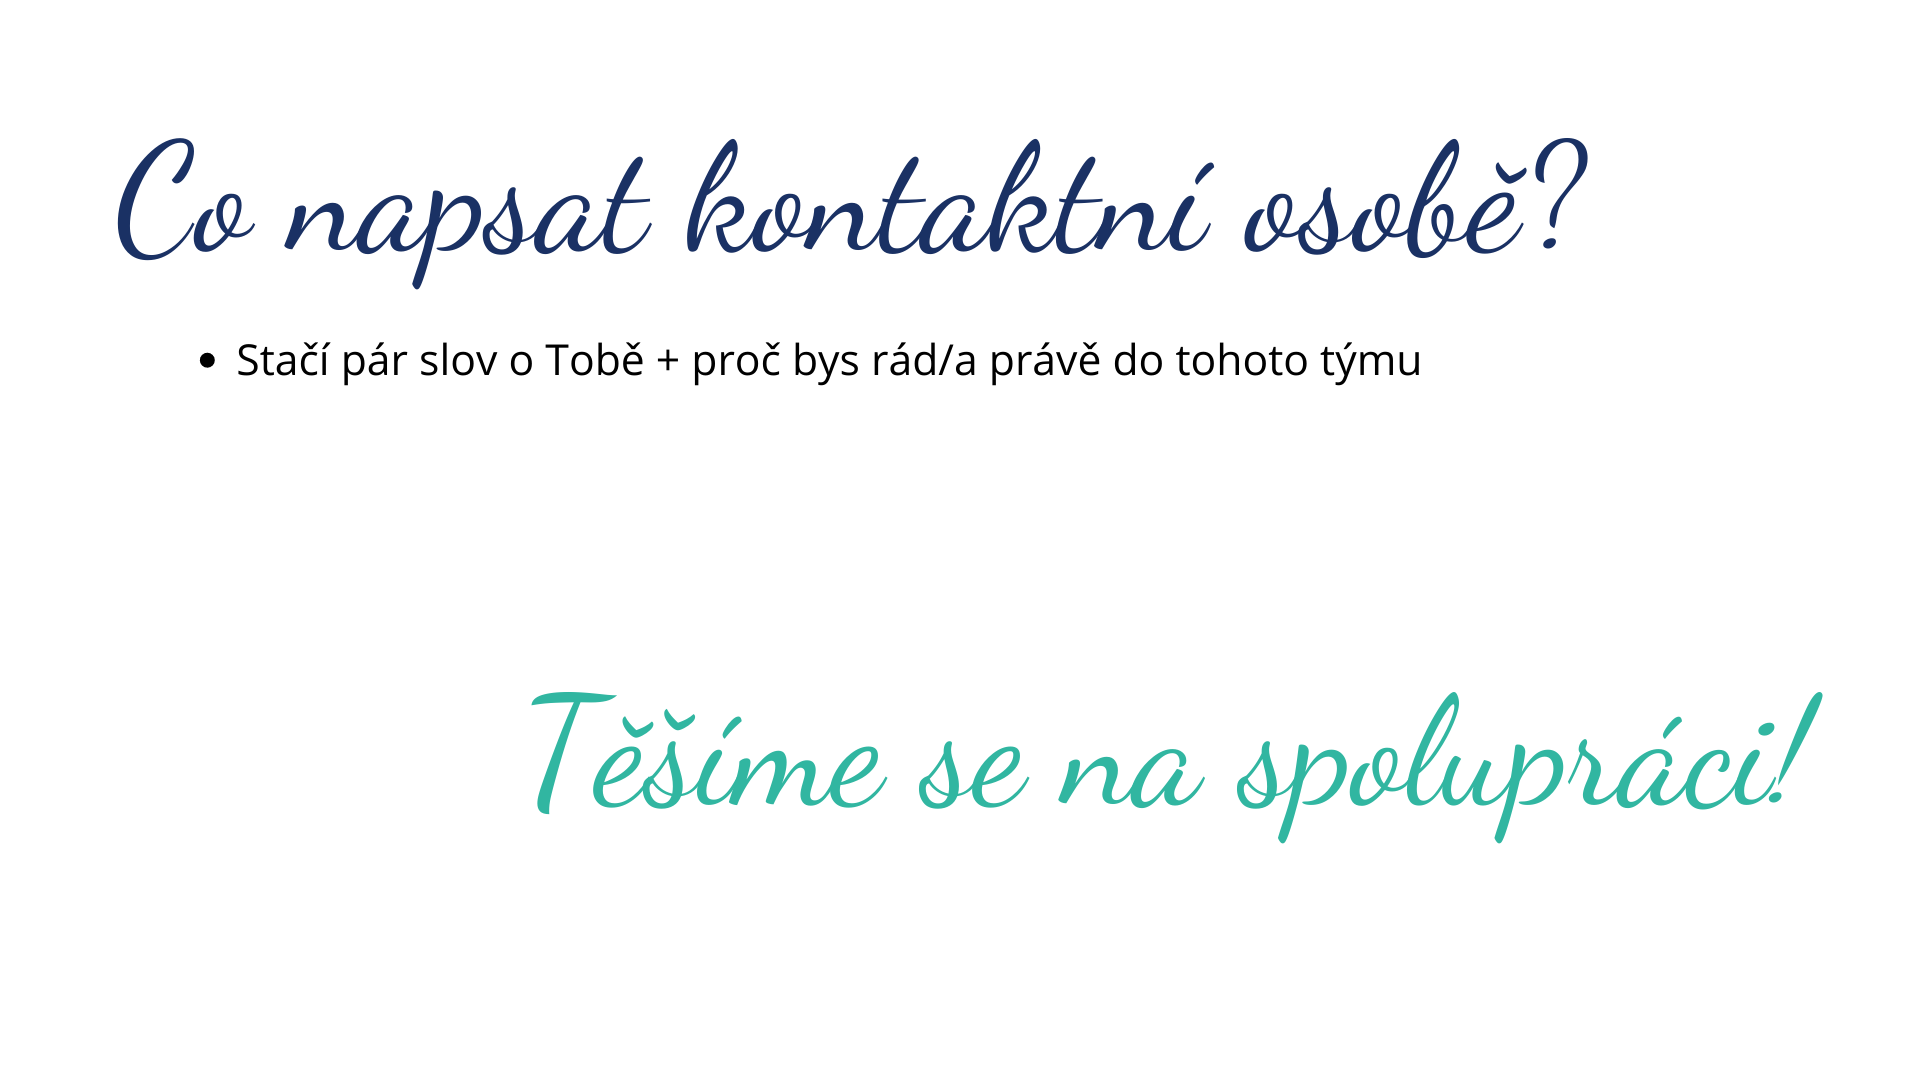 Co napsat kontaktní osobě?
• Stačí pár slov o Tobě + proč bys rád/a právě do tohoto týmu
Těšíme se na spolupráci!